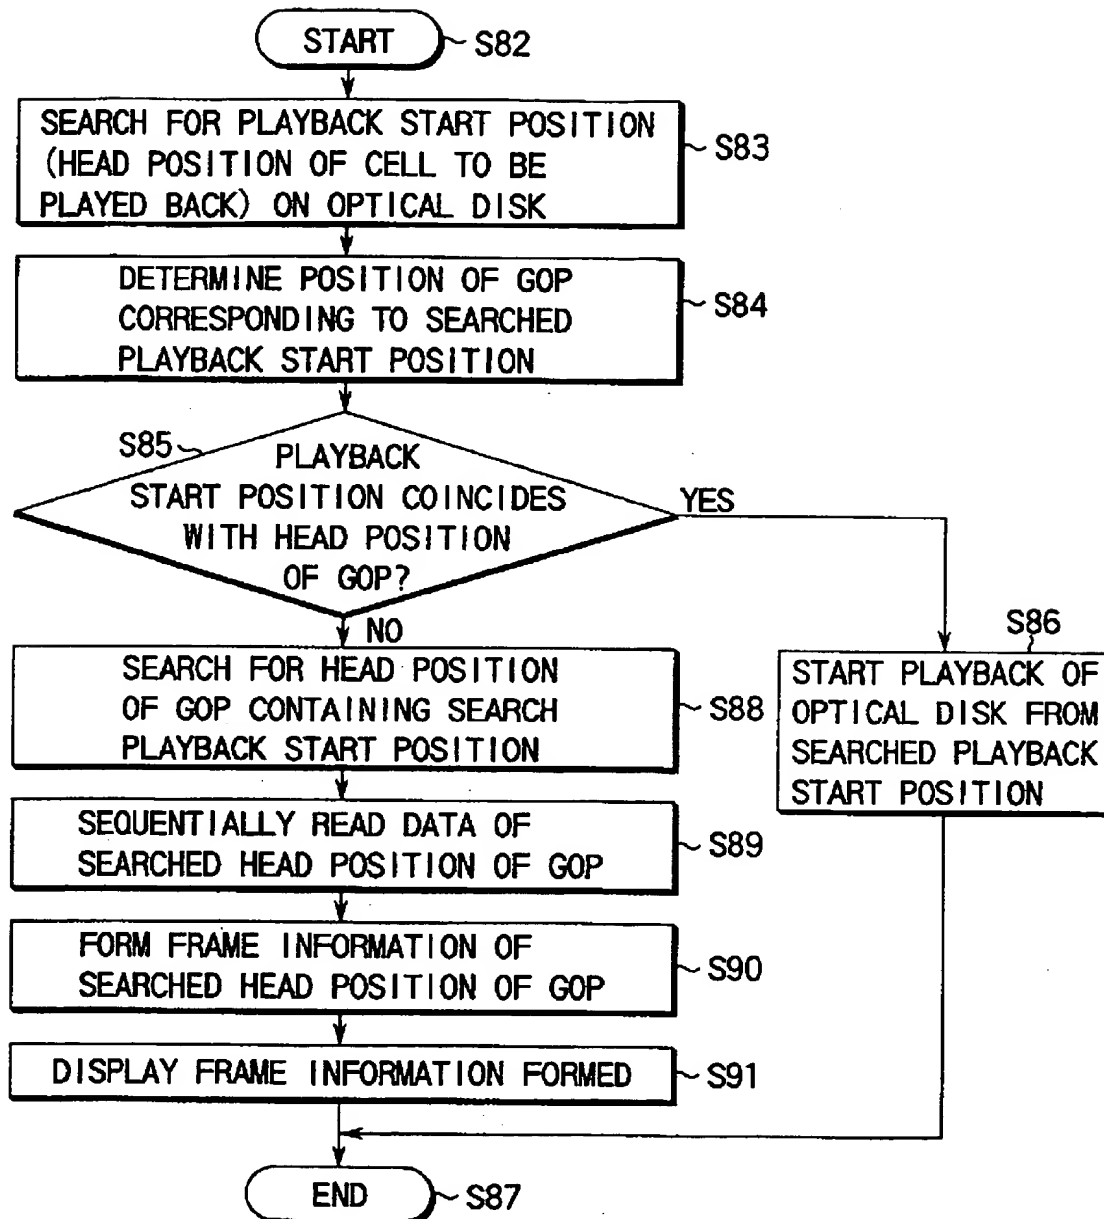 START
S82
SEARCH FOR PLAYBACK START POSITION
(HEAD POSITION OF CELL TO BE
PLAYED BACK) ON OPTICAL DISK
S83
DETERMINE POSITION OF GOP
CORRESPONDING TO SEARCHED
PLAYBACK START POSITION
S84
S85
PLAYBACK
START POSITION COINCIDES
WITH HEAD POSITION
OF GOP?
YES
NO
S86
START PLAYBACK OF
OPTICAL DISK FROM
SEARCHED PLAYBACK
START POSITION
SEARCH FOR HEAD POSITION
OF GOP CONTAINING SEARCH
PLAYBACK START POSITION
S88
SEQUENTIALLY READ DATA OF
SEARCHED HEAD POSITION OF GOP
S89
FORM FRAME INFORMATION OF
SEARCHED HEAD POSITION OF GOP
S90
DISPLAY FRAME INFORMATION FORMED
S91
END
S87